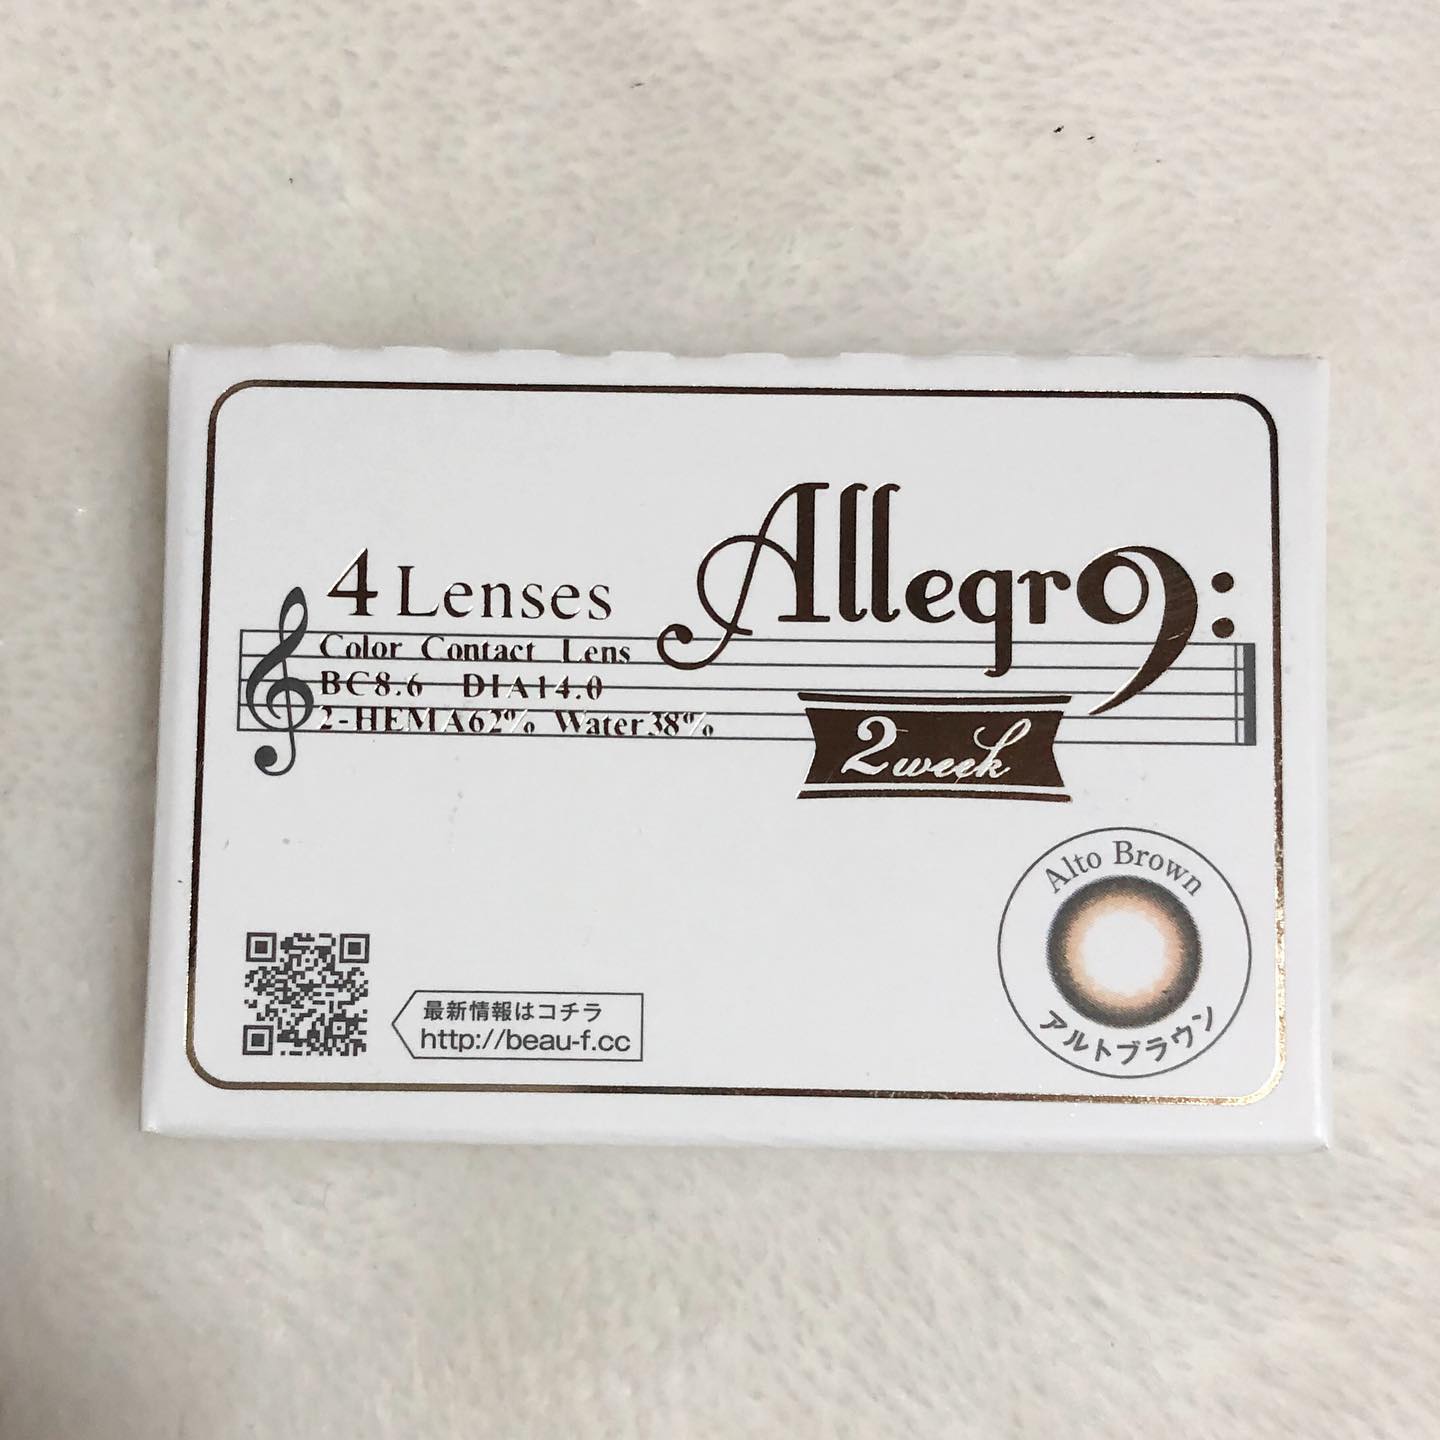 4 Lenses
Allegro
Color Contact Lens
BC8.6 DIA14.0
2-HEMA62% Water38%
2week
Alto Brown
アルトブラウン
最新情報はコチラ
http://beau-f.cc